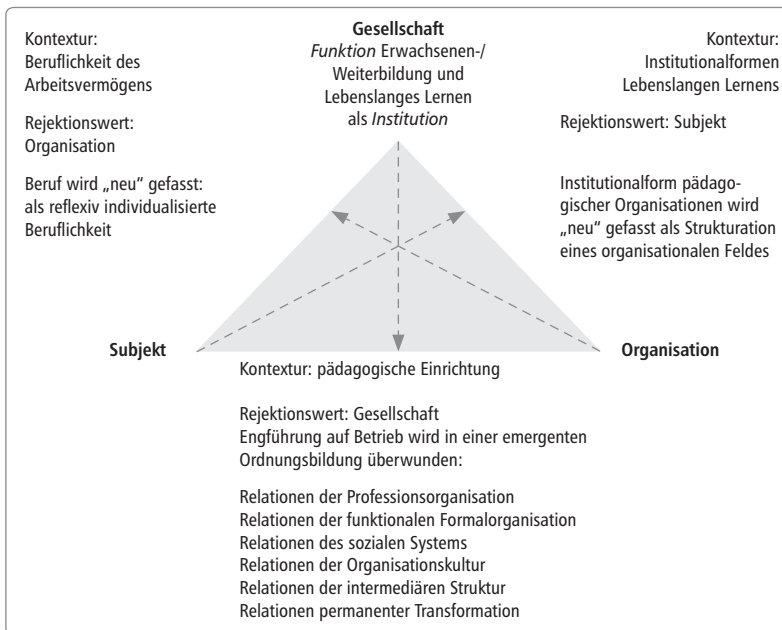 Kontextur:
Beruflichkeit des
Arbeitsvermögens
Rejektionswert:
Organisation
Beruf wird „neu“ gefasst:
als reflexiv individualisierte
Beruflichkeit
Gesellschaft
Funktion Erwachsenen-/
Weiterbildung und
Lebenslanges Lernen
als Institution
Kontextur:
Institutionalformen
Lebenslangen Lernens
Rejektionswert: Subjekt
Institutionalform pädago-
gischer Organisationen wird
„neu“ gefasst als Strukturation
eines organisationalen Feldes
Subjekt
Organisation
Kontextur: pädagogische Einrichtung
Rejektionswert: Gesellschaft
Engführung auf Betrieb wird in einer emergenten
Ordnungsbildung überwunden:
Relationen der Professionsorganisation
Relationen der funktionalen Formalorganisation
Relationen des sozialen Systems
Relationen der Organisationskultur
Relationen der intermediären Struktur
Relationen permanenter Transformation